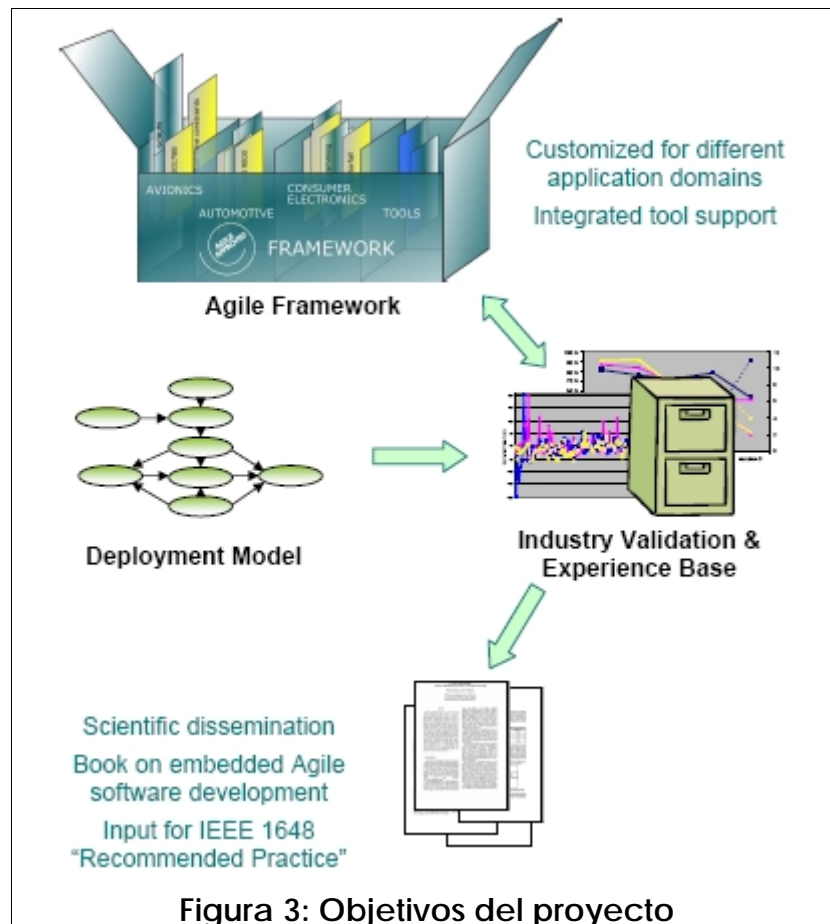 AVIONICS
CONSUMER
ELECTRONICS
AUTOMOTIVE
TOOLS
AGILE
APPROVED
FRAMEWORK
Customized for different
application domains
Integrated tool support
Agile Framework
Deployment Model
Industry Validation &
Experience Base
Scientific dissemination
Book on embedded Agile
software development
Input for IEEE 1648
“Recommended Practice”
Figura 3: Objetivos del proyecto